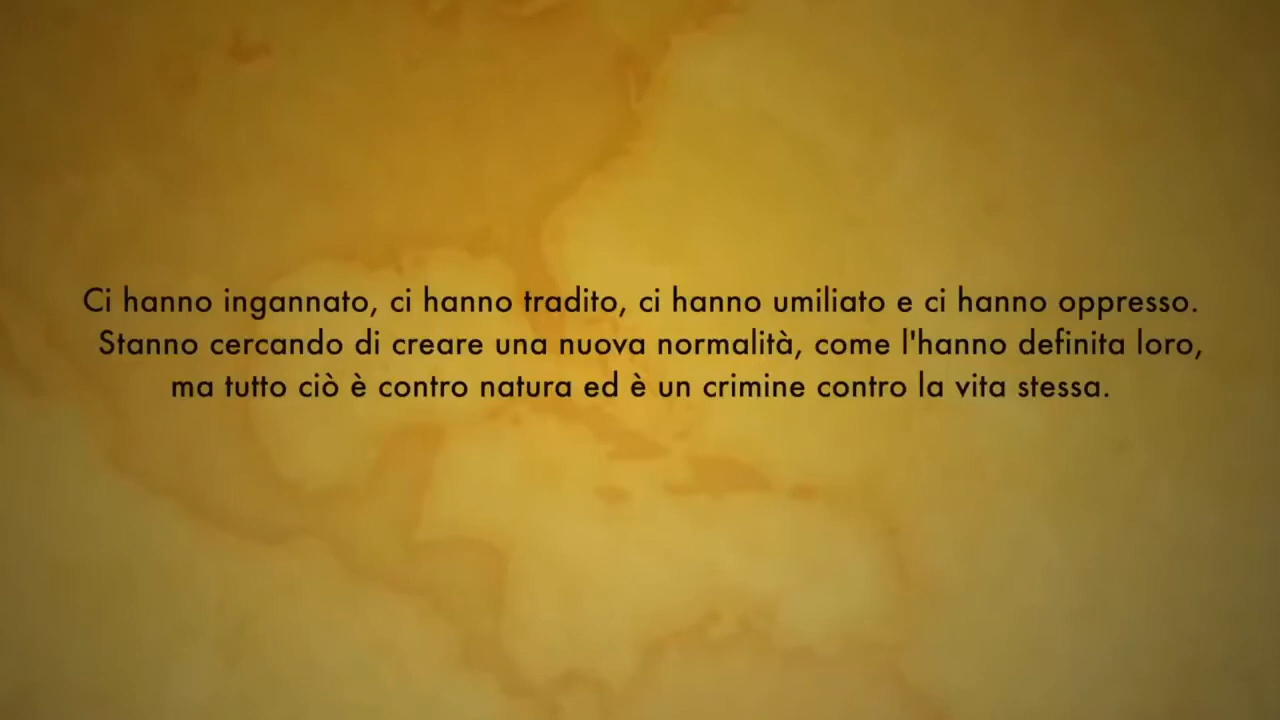 Ci hanno ingannato, ci hanno tradito, ci hanno umiliato e ci hanno oppresso.
Stanno cercando di creare una nuova normalità, come l'hanno definita loro,
ma tutto ciò è contro natura ed è un crimine contro la vita stessa.